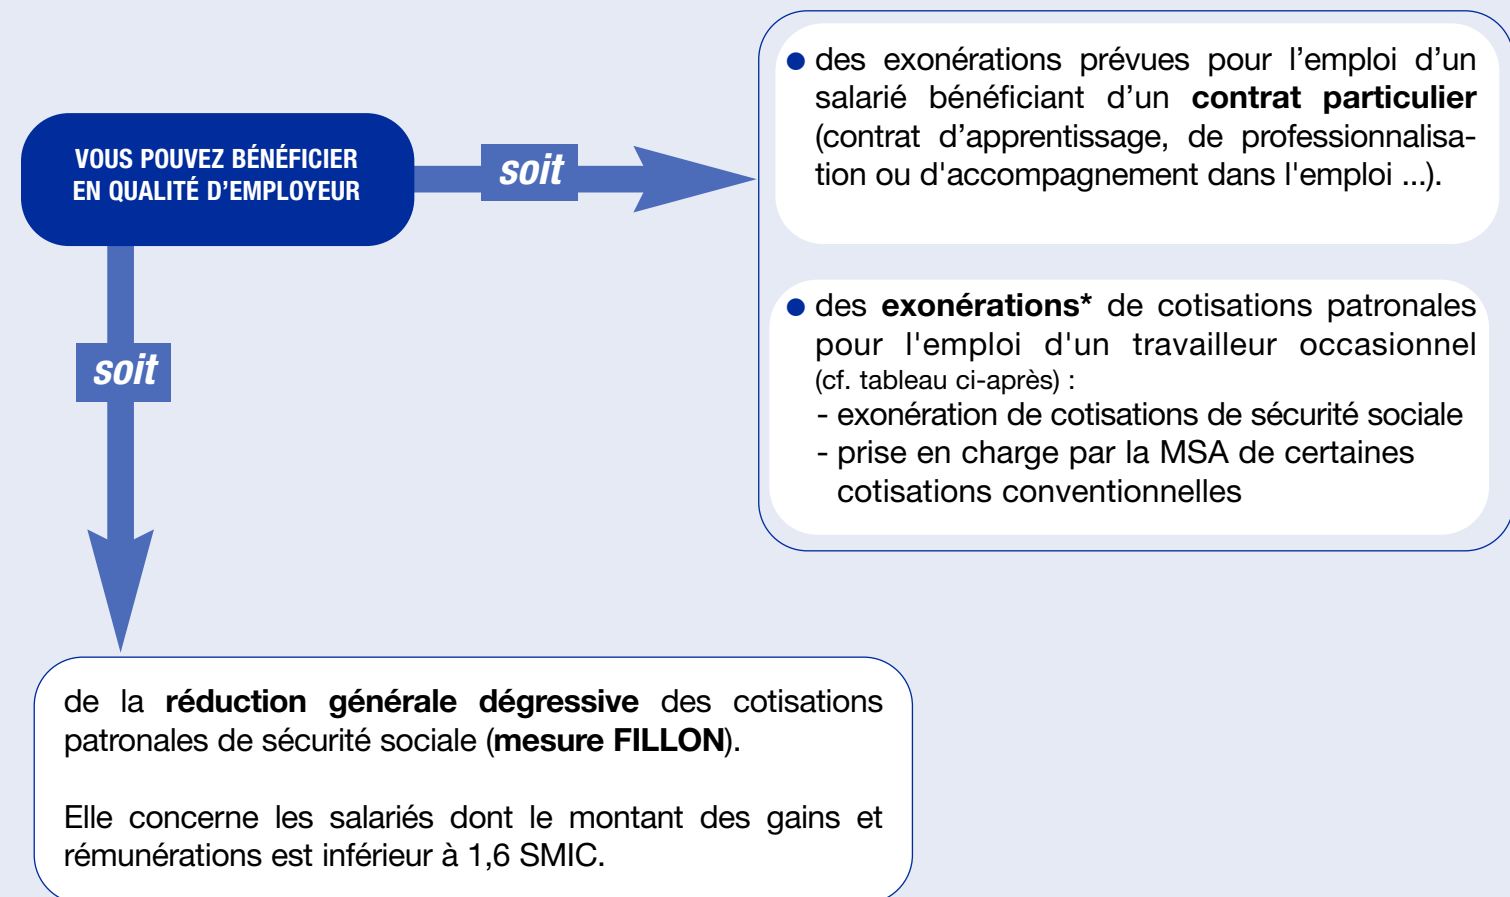 VOUS POUVEZ BÉNÉFICIER
EN QUALITÉ D'EMPLOYEUR
soit
● des exonérations prévues pour l’emploi d’un
salarié bénéficiant d’un contrat particulier
(contrat d’apprentissage, de professionnalisa-
tion ou d'accompagnement dans l'emploi ...).
● des exonérations* de cotisations patronales
pour l'emploi d'un travailleur occasionnel
(cf. tableau ci-après) :
- exonération de cotisations de sécurité sociale
- prise en charge par la MSA de certaines
cotisations conventionnelles
soit
de la réduction générale dégressive des cotisations
patronales de sécurité sociale (mesure FILLON).
Elle concerne les salariés dont le montant des gains et
rémunérations est inférieur à 1,6 SMIC.